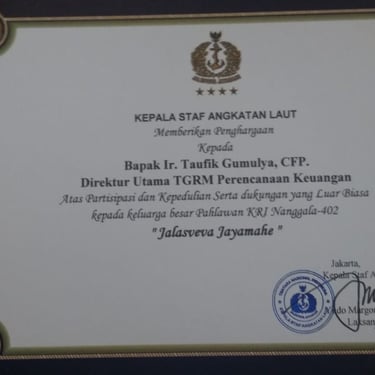 KEPALA STAF ANGKATAN LAUT
Memberikan Penghargaan
Kepada
Bapak Ir. Taufik Gumulya, CFP.
Direktur Utama TGRM Perencanaan Keuangan
Atas Partisipasi dan Kepedulian Serta dukungan yang Luar Biasa
kepada keluarga besar Pahlawan KRI Nanggala-402
" Jalasveva Jayamahe "
Jakarta,
Kepala Staf A
Margo
Laksam